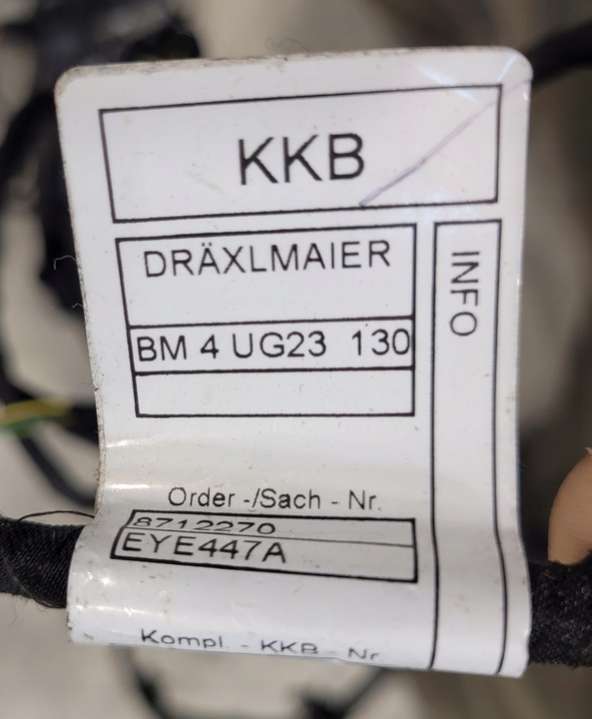 KKB
DRÄXLMAIER
INFO
BM 4 UG23 130
Order -/Sach - Nr.
8712270
EYE447A
Kompl. - KKB - Nr